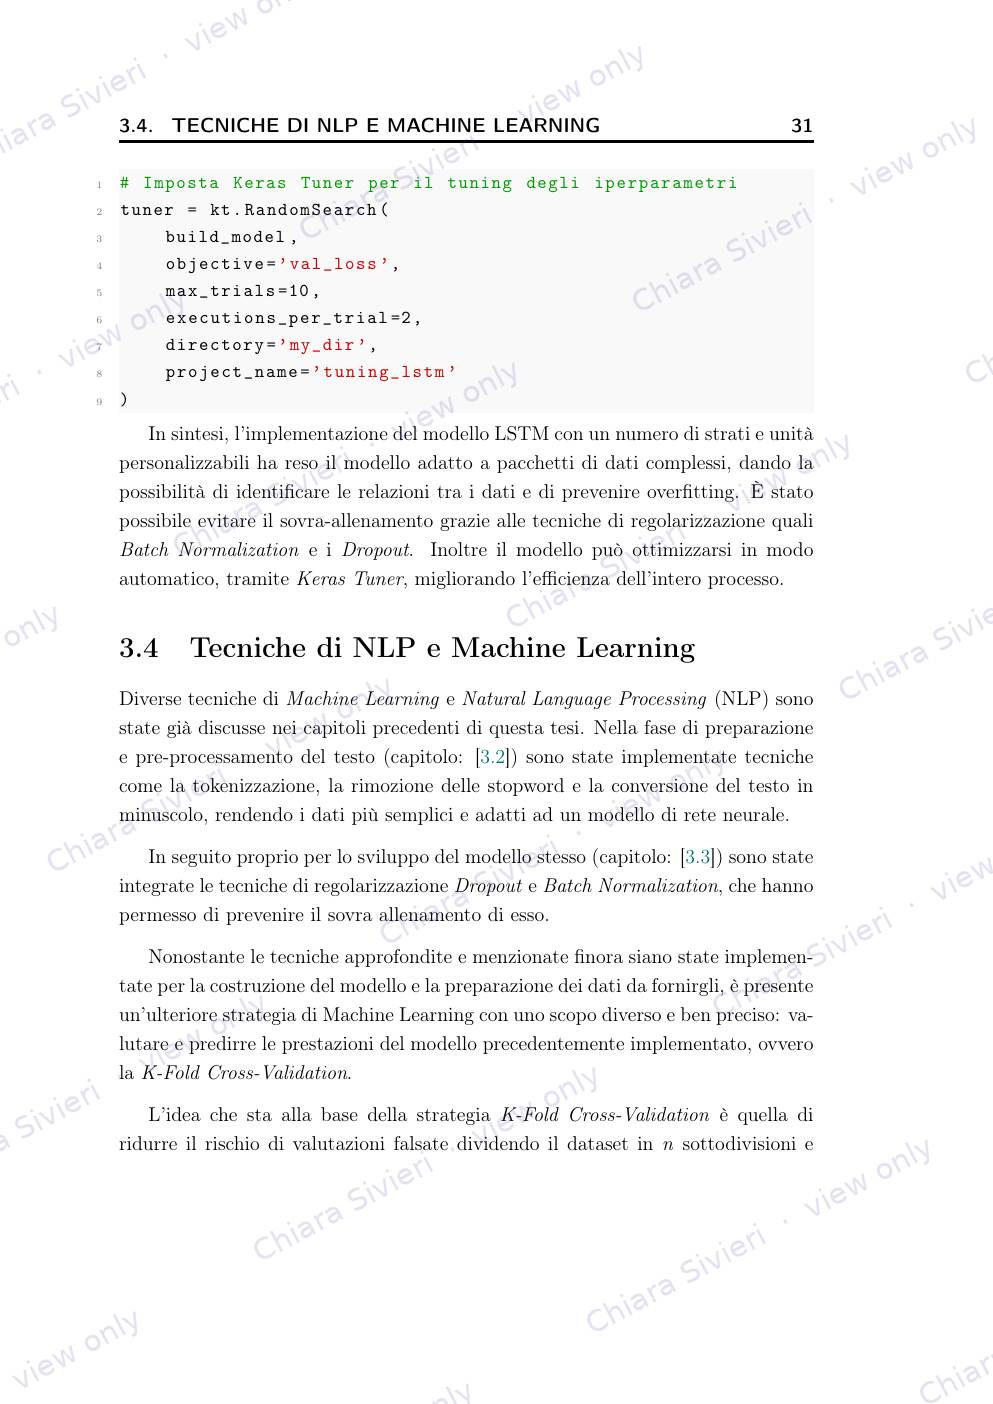 3.4. TECNICHE DI NLP E MACHINE LEARNING 31
1 # Imposta Keras Tuner per il tuning degli iperparametri
2 tuner = kt.RandomSearch(
3     build_model,
4     objective='val_loss',
5     max_trials=10,
6     executions_per_trial=2,
7     directory='my_dir',
8     project_name='tuning_lstm'
9 )
In sintesi, l'implementazione del modello LSTM con un numero di strati e unità
personalizzabili ha reso il modello adatto a pacchetti di dati complessi, dando la
possibilità di identificare le relazioni tra i dati e di prevenire overfitting. È stato
possibile evitare il sovra-allenamento grazie alle tecniche di regolarizzazione quali
Batch Normalization e i Dropout. Inoltre il modello può ottimizzarsi in modo
automatico, tramite Keras Tuner, migliorando l'efficienza dell'intero processo.
3.4 Tecniche di NLP e Machine Learning
Diverse tecniche di Machine Learning e Natural Language Processing (NLP) sono
state già discusse nei capitoli precedenti di questa tesi. Nella fase di preparazione
e pre-processamento del testo (capitolo: [3.2]) sono state implementate tecniche
come la tokenizzazione, la rimozione delle stopword e la conversione del testo in
minuscolo, rendendo i dati più semplici e adatti ad un modello di rete neurale.
In seguito proprio per lo sviluppo del modello stesso (capitolo: [3.3]) sono state
integrate le tecniche di regolarizzazione Dropout e Batch Normalization, che hanno
permesso di prevenire il sovra allenamento di esso.
Nonostante le tecniche approfondite e menzionate finora siano state implemen-
tate per la costruzione del modello e la preparazione dei dati da fornirgli, è presente
un'ulteriore strategia di Machine Learning con uno scopo diverso e ben preciso: va-
lutare e predirre le prestazioni del modello precedentemente implementato, ovvero
la K-Fold Cross-Validation.
L'idea che sta alla base della strategia K-Fold Cross-Validation è quella di
ridurre il rischio di valutazioni falsate dividendo il dataset in n sottodivisioni e
Chiara Sivieri · view only